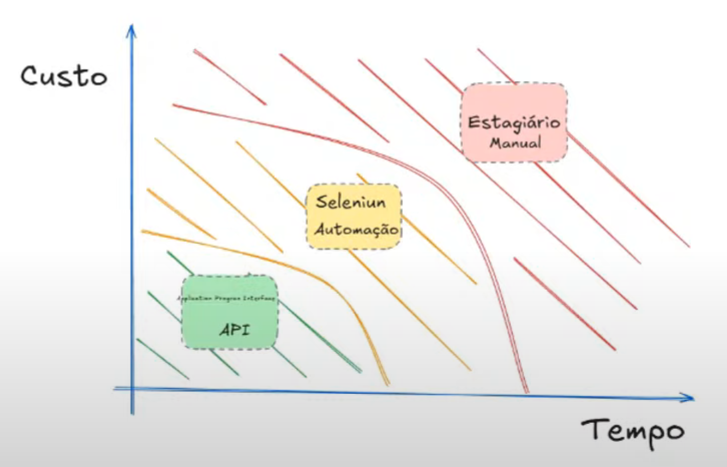 Custo
Estagiário
Manual
Seleniun
Automação
Application Program Interface
API
Tempo